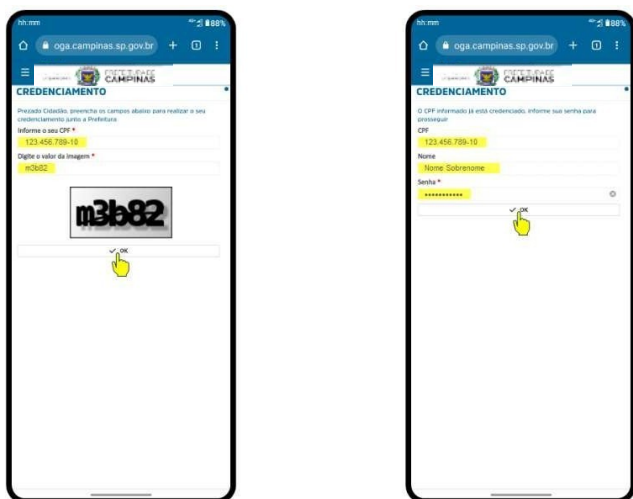 hh:mm
88%
oga.campinas.sp.gov.br
CAMPINAS
CREDENCIAMENTO
Prezado Cidadão, preencha os campos abaixo para realizar o seu
credenciamento junto a Prefeitura
Informe o seu CPF *
123.456.789-10
Digite o valor da Imagem *
m3b82
m3b82
OK
hh:mm
88%
oga.campinas.sp.gov.br
CAMPINAS
CREDENCIAMENTO
O CPF informado já está credenciado, informe sua senha para
prosseguir
CPF
123.456.789-10
Nome
Nome Sobrenome
Senha *
OK